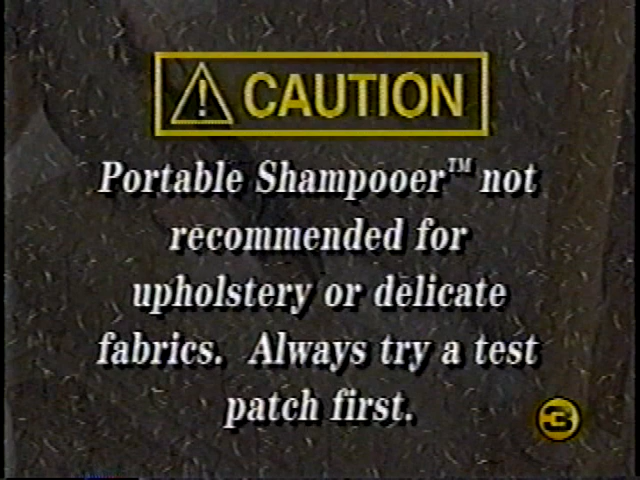 CAUTION
Portable Shampooer™ not
recommended for
upholstery or delicate
fabrics. Always try a test
patch first.
3